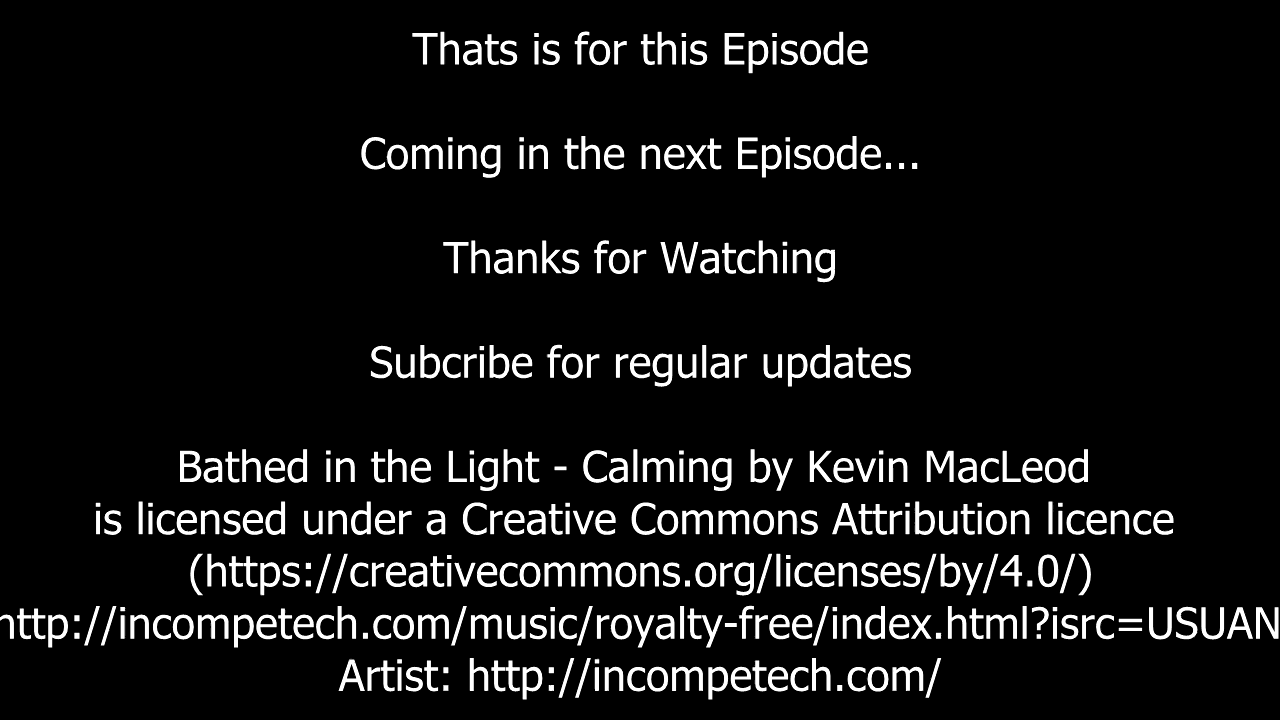 Thats is for this Episode
Coming in the next Episode...
Thanks for Watching
Subcribe for regular updates
Bathed in the Light - Calming by Kevin MacLeod
is licensed under a Creative Commons Attribution licence
(https://creativecommons.org/licenses/by/4.0/)
http://incompetech.com/music/royalty-free/index.html?isrc=USUAN
Artist: http://incompetech.com/